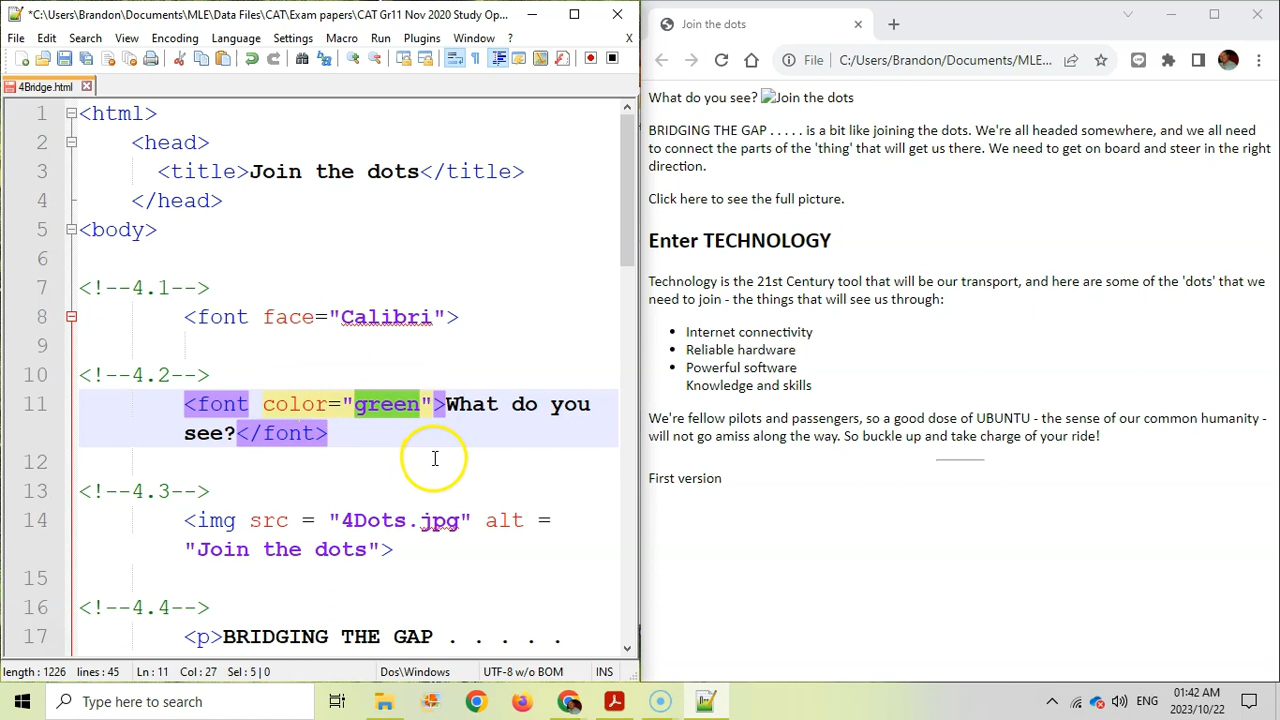 *C:\Users\Brandon\Documents\MLE\Data Files\CAT\Exam papers\CAT Gr11 Nov 2020 Study Op...
File Edit Search View Encoding Language Settings Macro Run Plugins Window ? X
4Bridge.html
1 <html>
2 <head>
3 <title>Join the dots</title>
4 </head>
5 <body>
6
7 <!--4.1-->
8 <font face="Calibri">
9
10 <!--4.2-->
11 <font color="green">What do you
see?</font>
12
13 <!--4.3-->
14 <img src = "4Dots.jpg" alt =
"Join the dots">
15
16 <!--4.4-->
17 <p>BRIDGING THE GAP . . . . .
length : 1226 lines : 45 Ln : 11 Col : 27 Sel : 5 | 0 Dos\Windows UTF-8 w/o BOM INS
Join the dots
File C:/Users/Brandon/Documents/MLE...
What do you see? Join the dots
BRIDGING THE GAP . . . . . is a bit like joining the dots. We're all headed somewhere, and we all need
to connect the parts of the 'thing' that will get us there. We need to get on board and steer in the right
direction.
Click here to see the full picture.
Enter TECHNOLOGY
Technology is the 21st Century tool that will be our transport, and here are some of the 'dots' that we
need to join - the things that will see us through:
• Internet connectivity
• Reliable hardware
• Powerful software
Knowledge and skills
We're fellow pilots and passengers, so a good dose of UBUNTU - the sense of our common humanity -
will not go amiss along the way. So buckle up and take charge of your ride!
First version
Type here to search
ENG
01:42 AM
2023/10/22